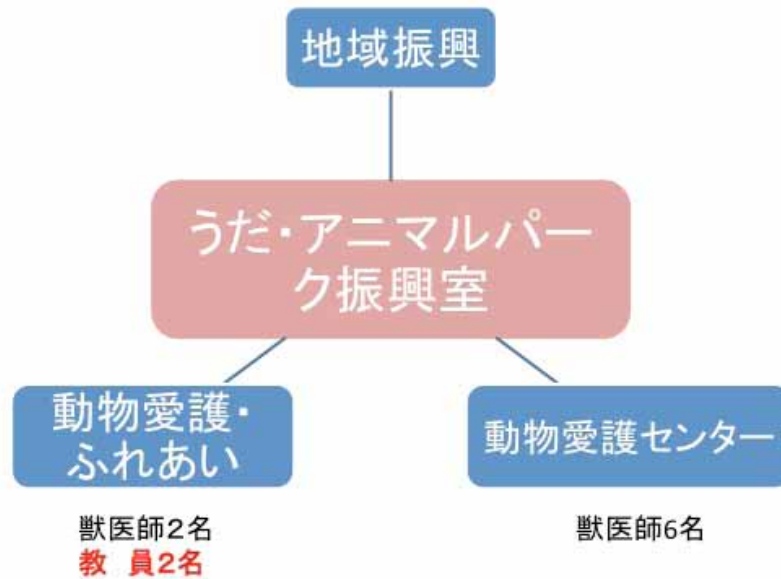 地域振興
うだ・アニマルパー
ク振興室
動物愛護・
ふれあい
動物愛護センター
獣医師2名
教　員2名
獣医師6名